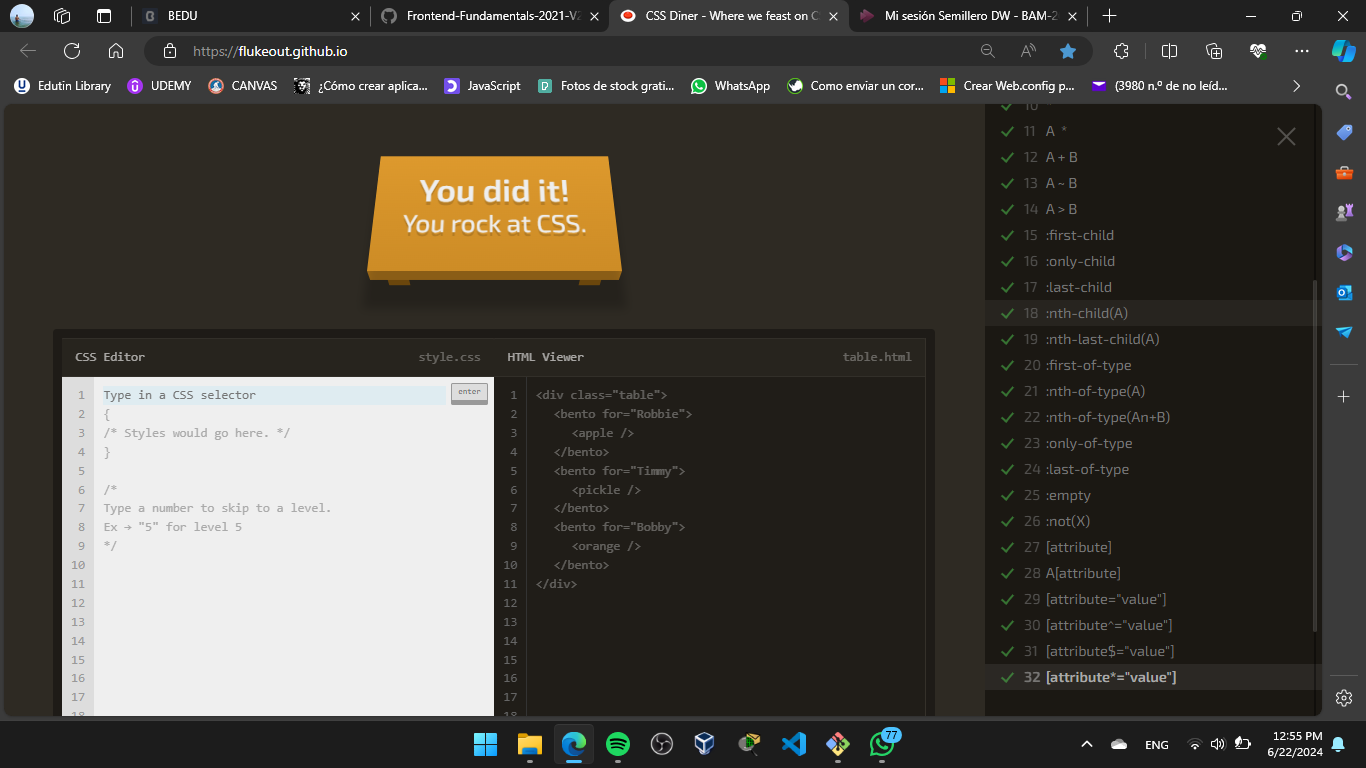 BEDU
Frontend-Fundamentals-2021-V2
CSS Diner - Where we feast on C
Mi sesión Semillero DW - BAM-2
https://flukeout.github.io
Edutin Library
UDEMY
CANVAS
¿Cómo crear aplica...
JavaScript
Fotos de stock grati...
WhatsApp
Como enviar un cor...
Crear Web.config p...
(3980 n.º de no leíd...
You did it!
You rock at CSS.
CSS Editor
style.css
HTML Viewer
table.html
1 Type in a CSS selector
enter
2 {
3 /* Styles would go here. */
4 }
5
6 /*
7 Type a number to skip to a level.
8 Ex → "5" for level 5
9 */
10
11
12
13
14
15
16
17
18
1 <div class="table">
2 <bento for="Robbie">
3 <apple />
4 </bento>
5 <bento for="Timmy">
6 <pickle />
7 </bento>
8 <bento for="Bobby">
9 <orange />
10 </bento>
11 </div>
12
13
14
15
16
17
18
10 *
11 A *
12 A + B
13 A ~ B
14 A > B
15 :first-child
16 :only-child
17 :last-child
18 :nth-child(A)
19 :nth-last-child(A)
20 :first-of-type
21 :nth-of-type(A)
22 :nth-of-type(An+B)
23 :only-of-type
24 :last-of-type
25 :empty
26 :not(X)
27 [attribute]
28 A[attribute]
29 [attribute="value"]
30 [attribute^="value"]
31 [attribute$="value"]
32 [attribute*="value"]
77
ENG
12:55 PM
6/22/2024